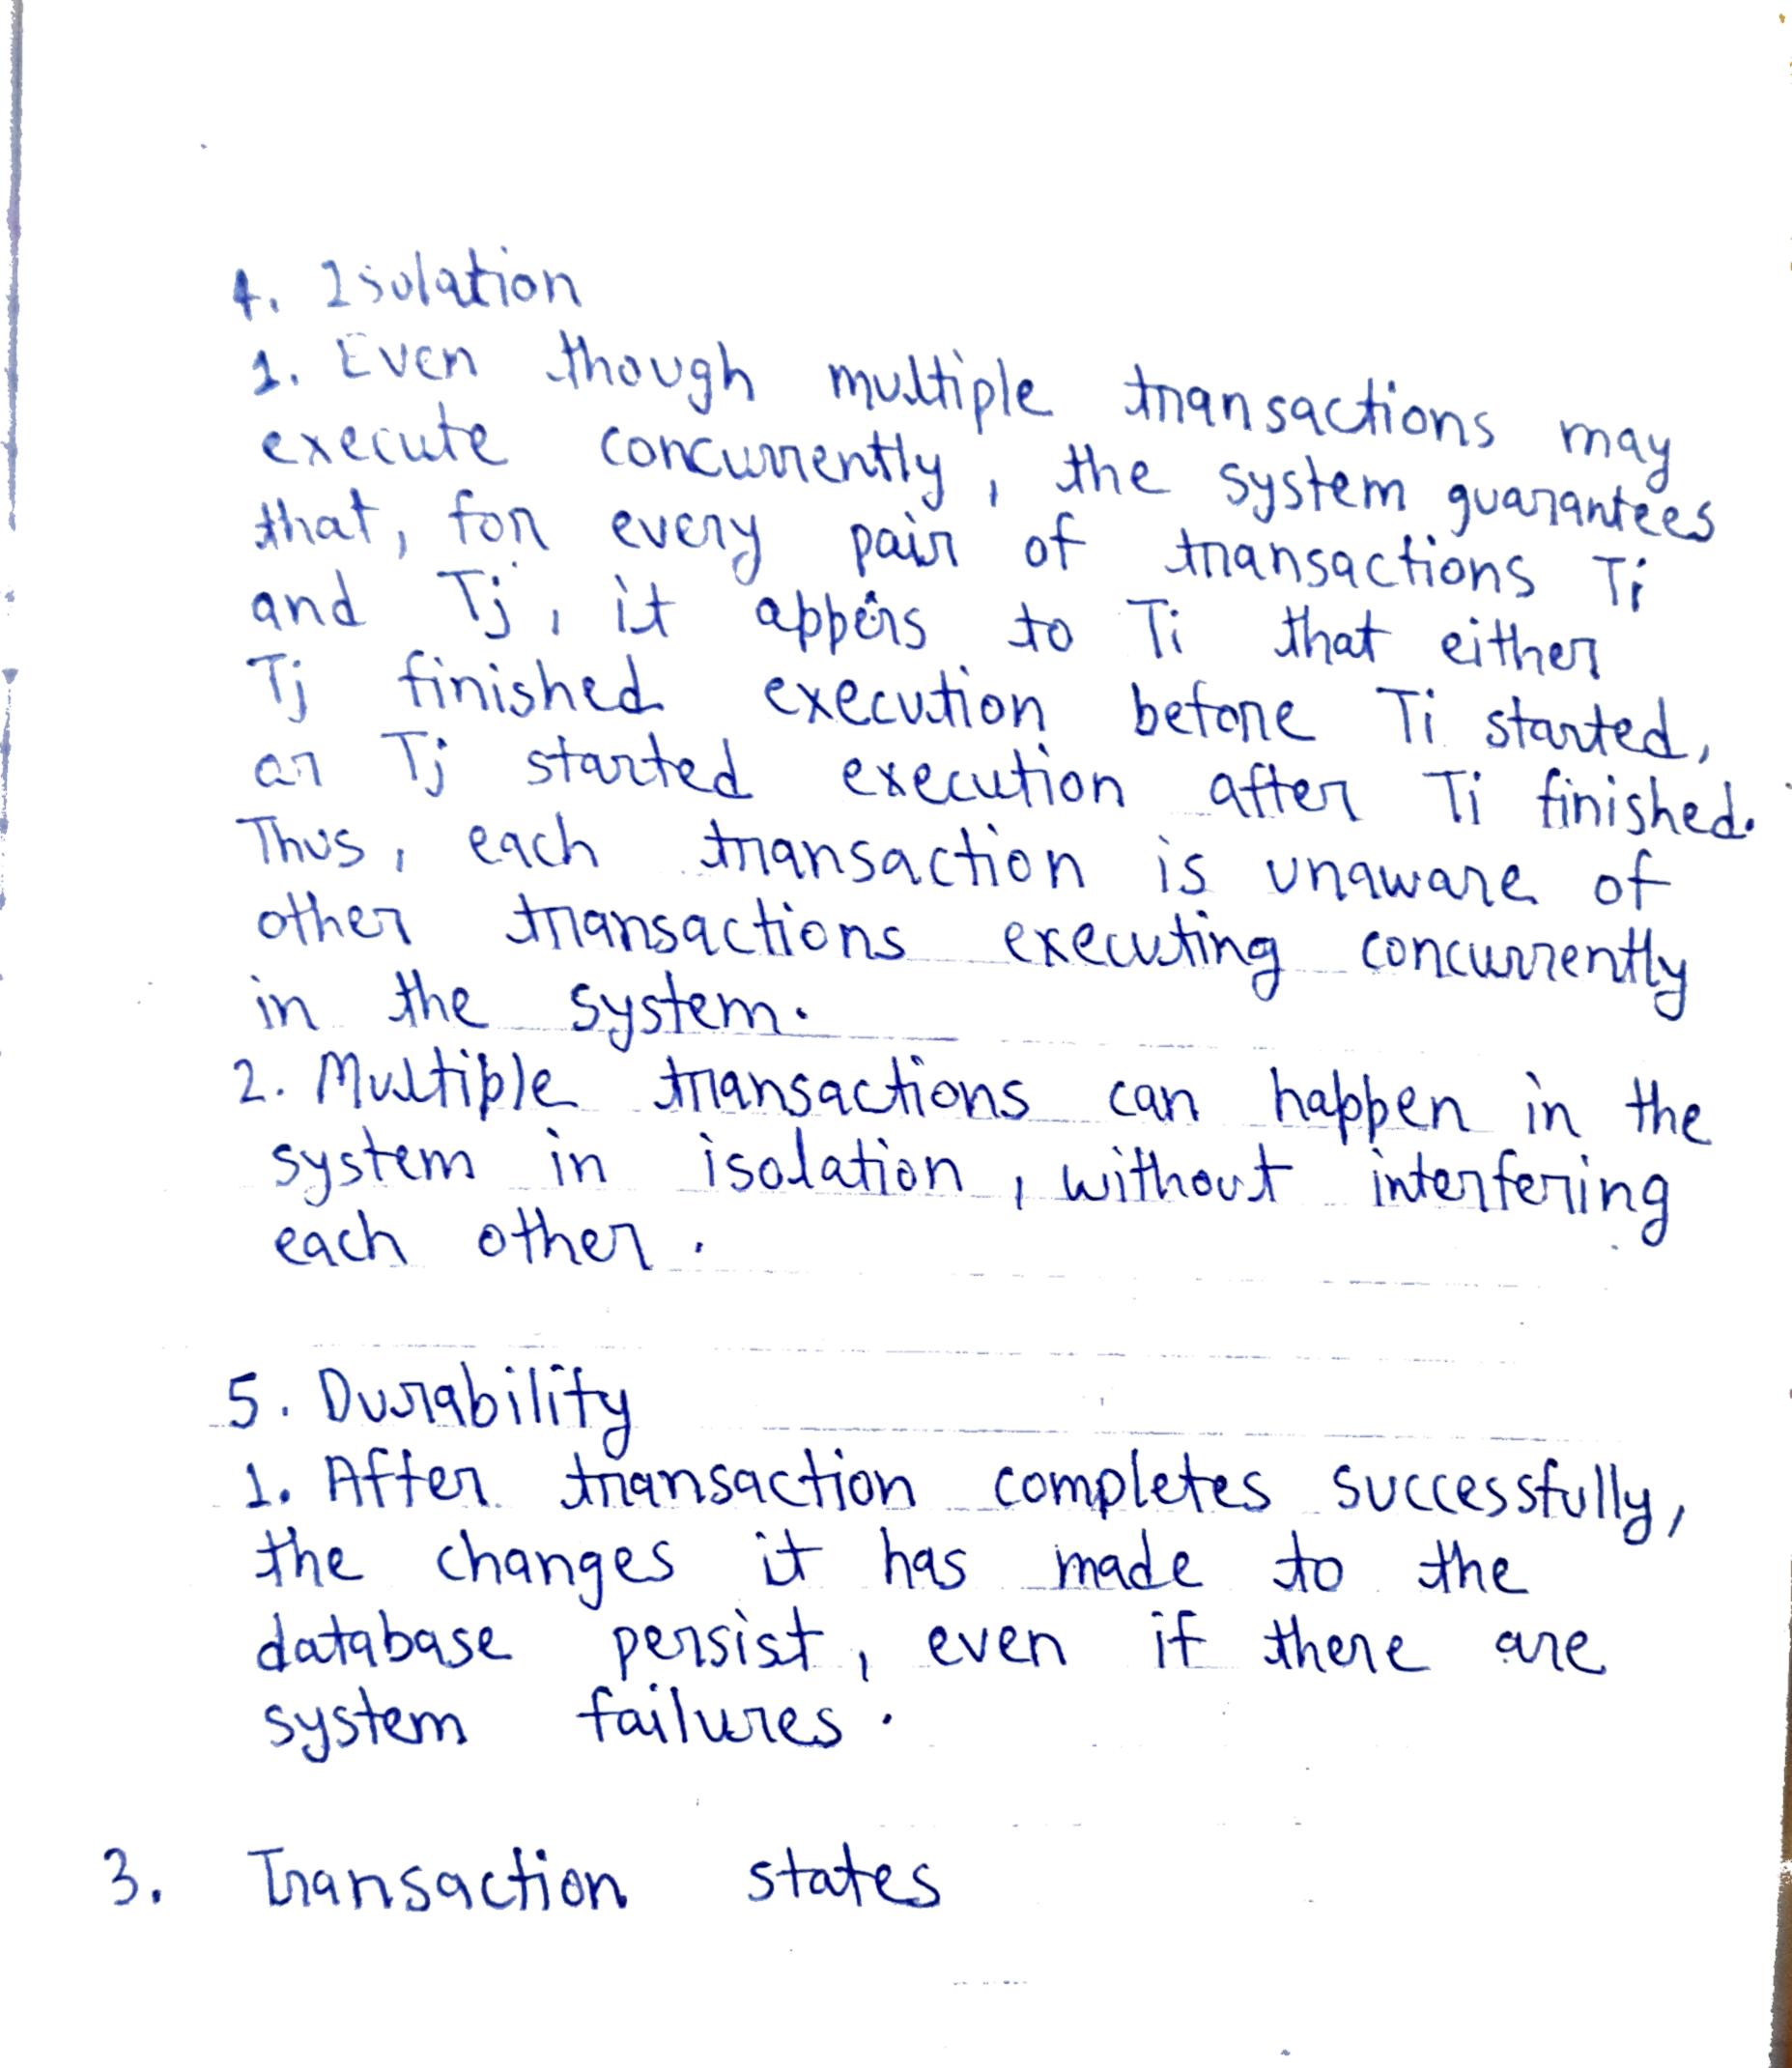 4. Isolation
1. Even though multiple transactions may
execute concurrently, the system guarantees
that, for every pair of transactions Ti
and Tj, it appers to Ti that either
Tj finished execution before Ti started,
or Tj started execution after Ti finished.
Thus, each transaction is unaware of
other transactions executing concurrently
in the system.
2. Multiple transactions can happen in the
system in isolation, without interfering
each other.
5. Durability
1. After transaction completes successfully,
the changes it has made to the
database persist, even if there are
system failures.
3. Transaction states